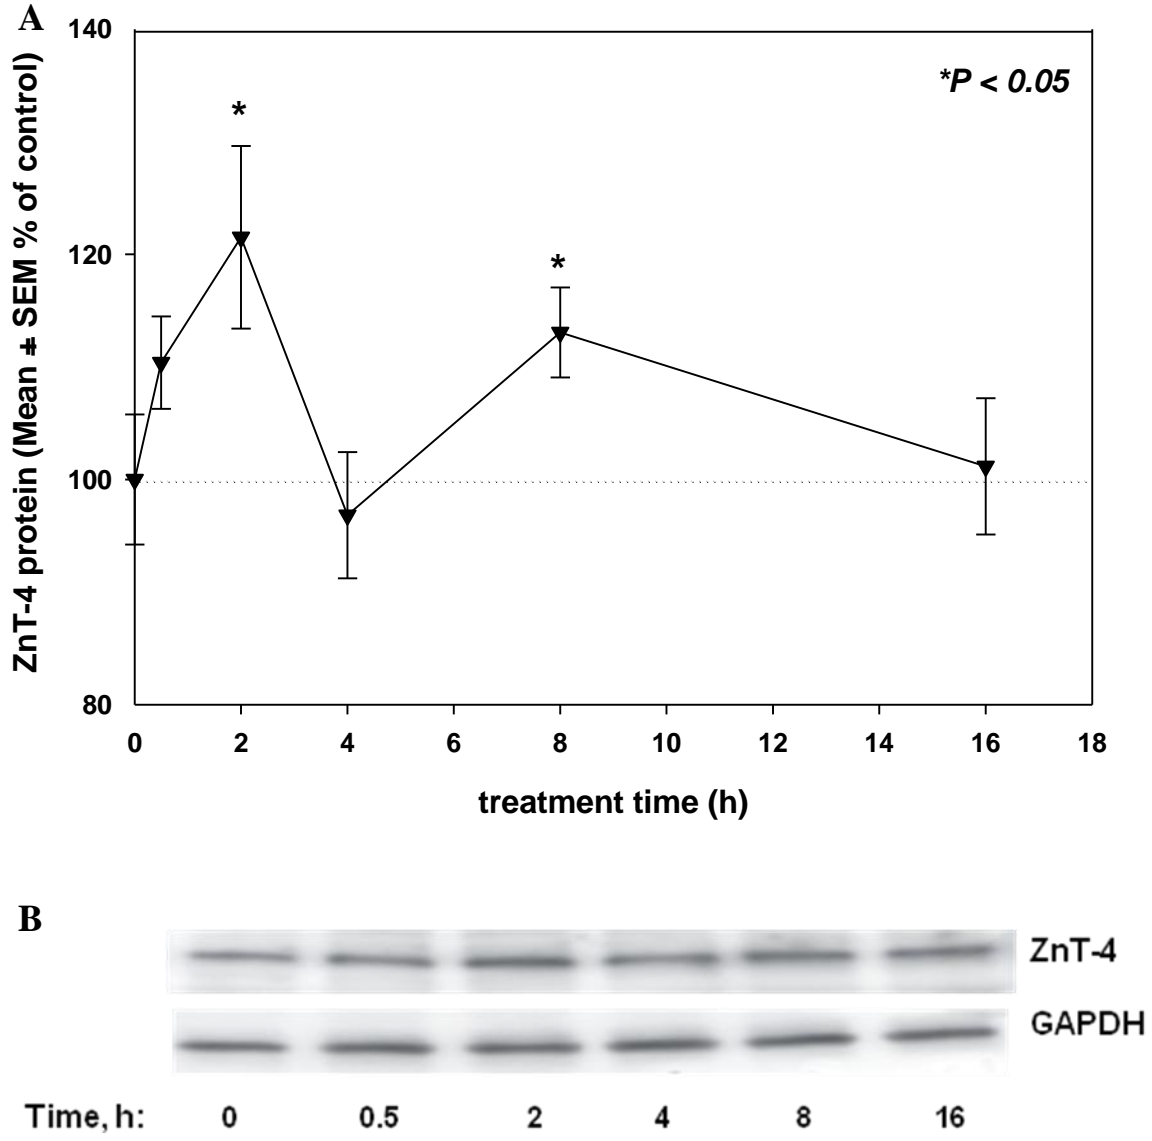 A
140
*P < 0.05
*
*
120
100
80
ZnT-4 protein (Mean ± SEM % of control)
0 2 4 6 8 10 12 14 16 18
treatment time (h)
B
ZnT-4
GAPDH
Time, h: 0 0.5 2 4 8 16